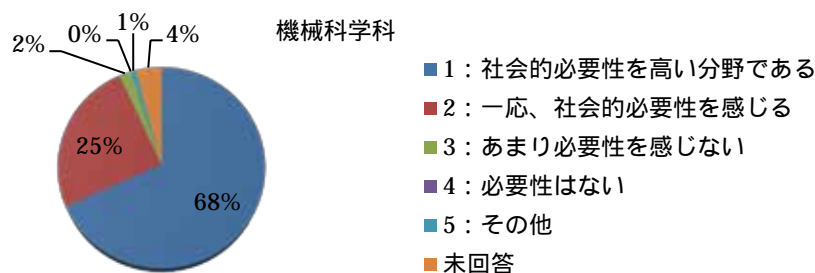 機械科学科
2%
0%
1%
4%
25%
68%
1：社会的必要性を高い分野である
2：一応、社会的必要性を感じる
3：あまり必要性を感じない
4：必要性はない
5：その他
未回答